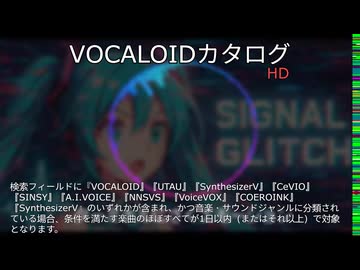 VOCALOIDカタログ
HD
SIGNAL
GLITCH
検索フィールドに『VOCALOID』『UTAU』『SynthesizerV』『CeVIO』
『SINSY』『A.I.VOICE』『NNSVS』『VoiceVOX』『COEROINK』
『SynthesizerV』のいずれかが含まれ、かつ音楽・サウンドジャンルに分類され
ている場合、条件を満たす楽曲のほぼすべてが1日以内（またはそれ以上）で対象
となります。